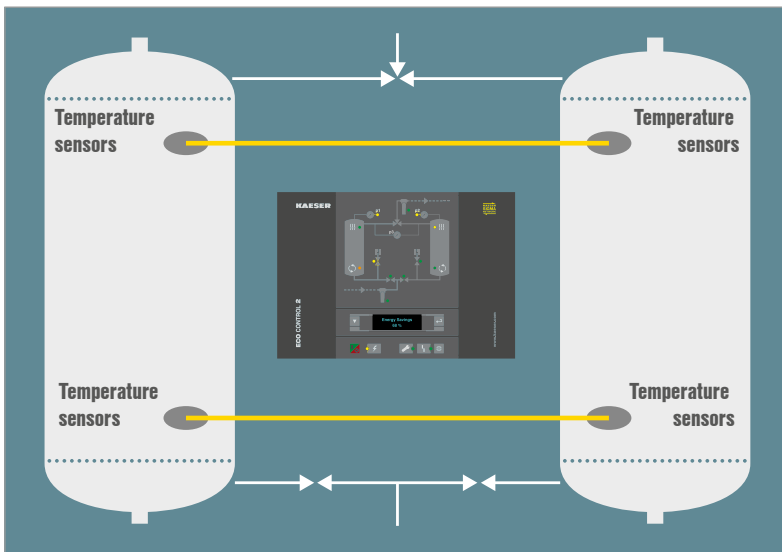 Temperature
sensors
Temperature
sensors
KAESER
Energy Savings
ECO CONTROL 2
Temperature
sensors
Temperature
sensors